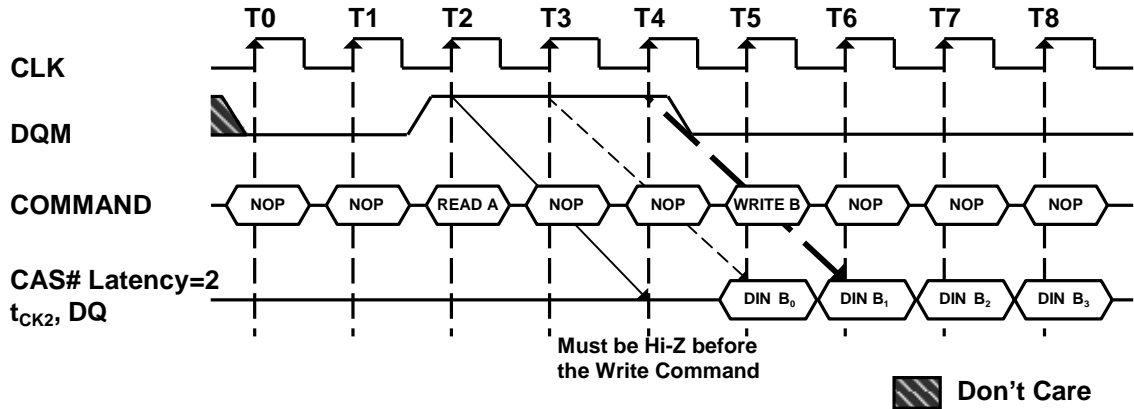 T0 T1 T2 T3 T4 T5 T6 T7 T8
CLK
DQM
COMMAND NOP NOP READ A NOP NOP WRITE B NOP NOP NOP
CAS# Latency=2
tCK2, DQ DIN B0 DIN B1 DIN B2 DIN B3
Must be Hi-Z before
the Write Command
Don't Care